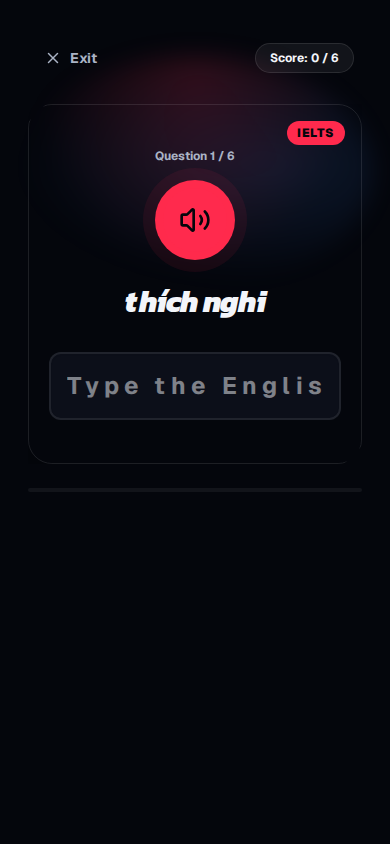 Exit
Score: 0 / 6
IELTS
Question 1 / 6
thích nghi
Type the Englis